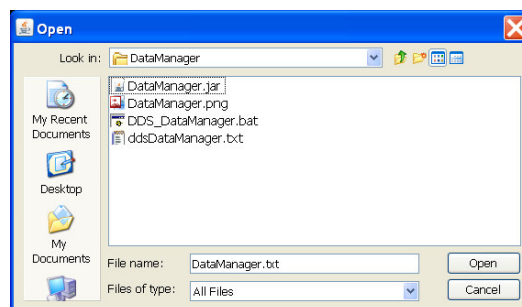 Open
Look in: DataManager
DataManager.jar
DataManager.png
DDS_DataManager.bat
ddsDataManager.txt
My Recent
Documents
Desktop
My
Documents
File name: DataManager.txt Open
Files of type: All Files Cancel